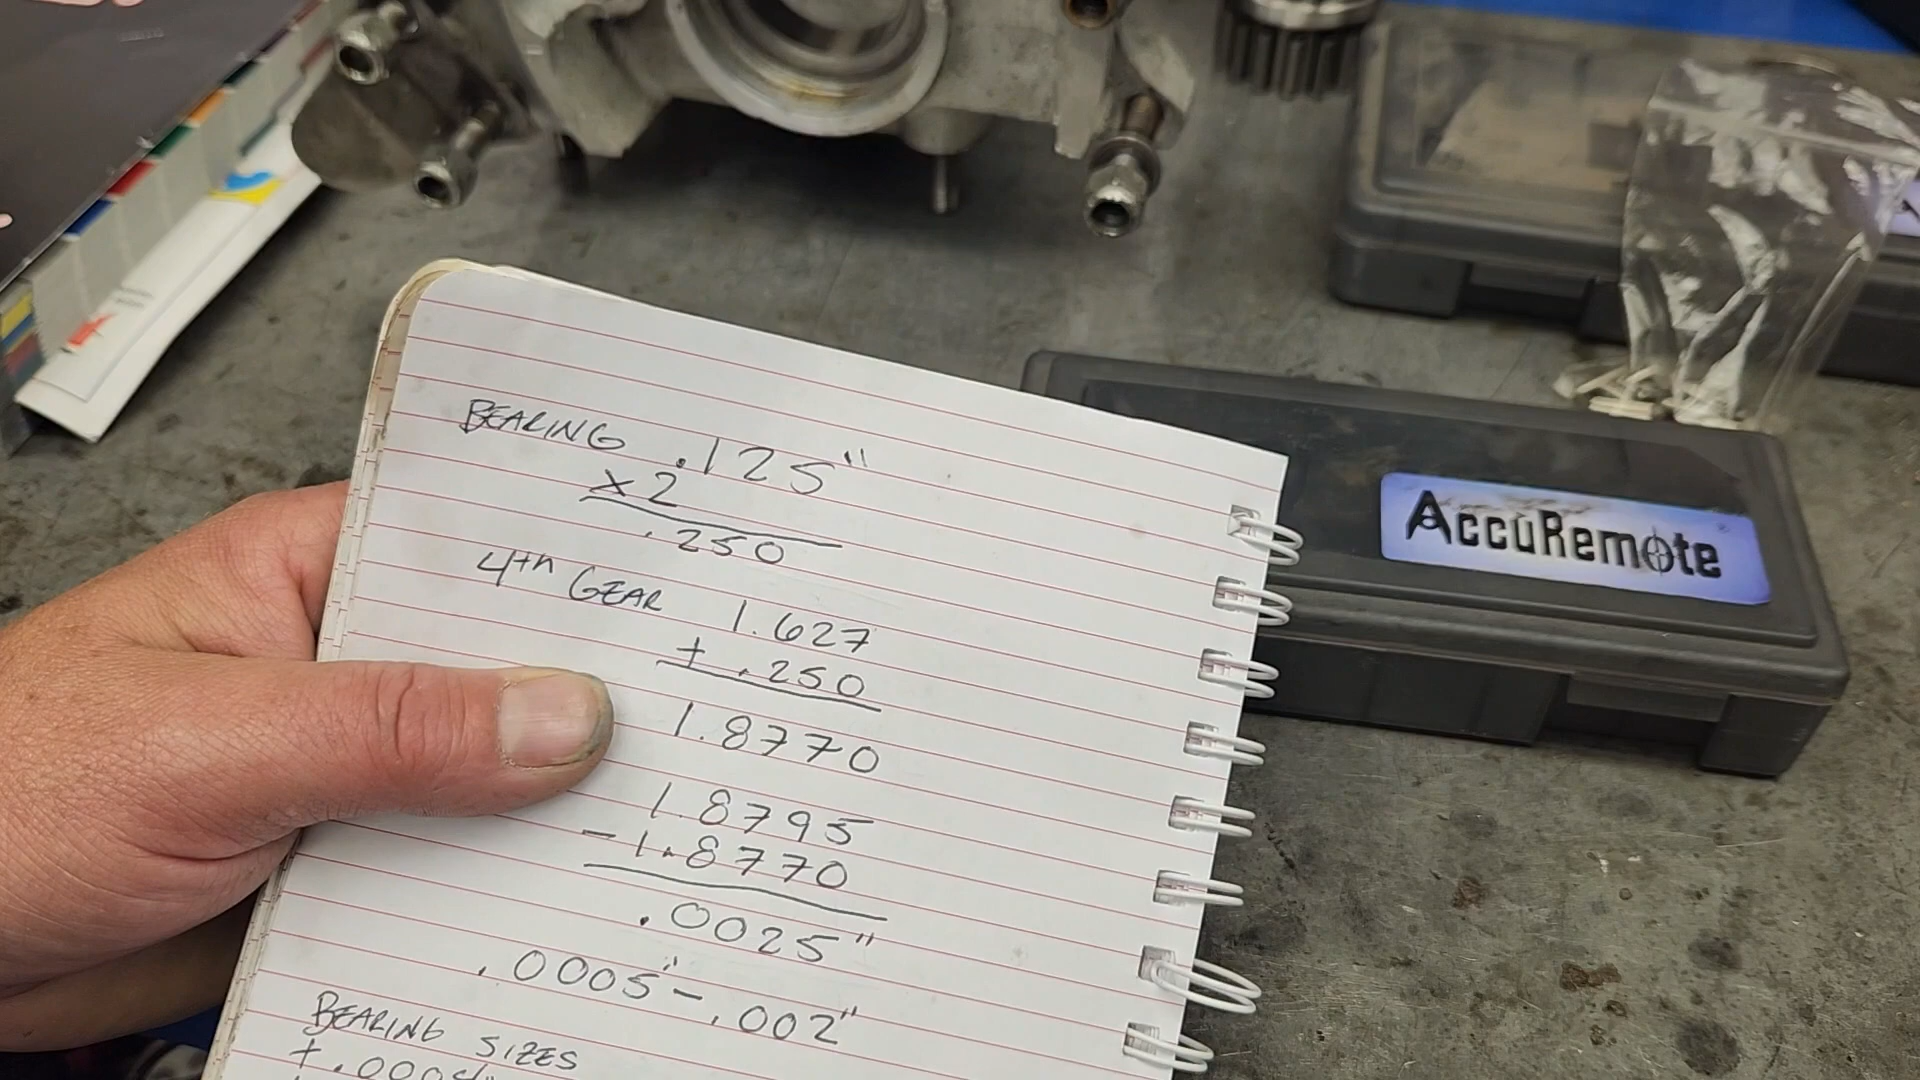 BEARING .125"
×2
.250
4TH GEAR 1.627
+ .250
1.8770
1.8795
- 1.8770
.0025"
.0005" - .002"
BEARING SIZES
AccuRemote